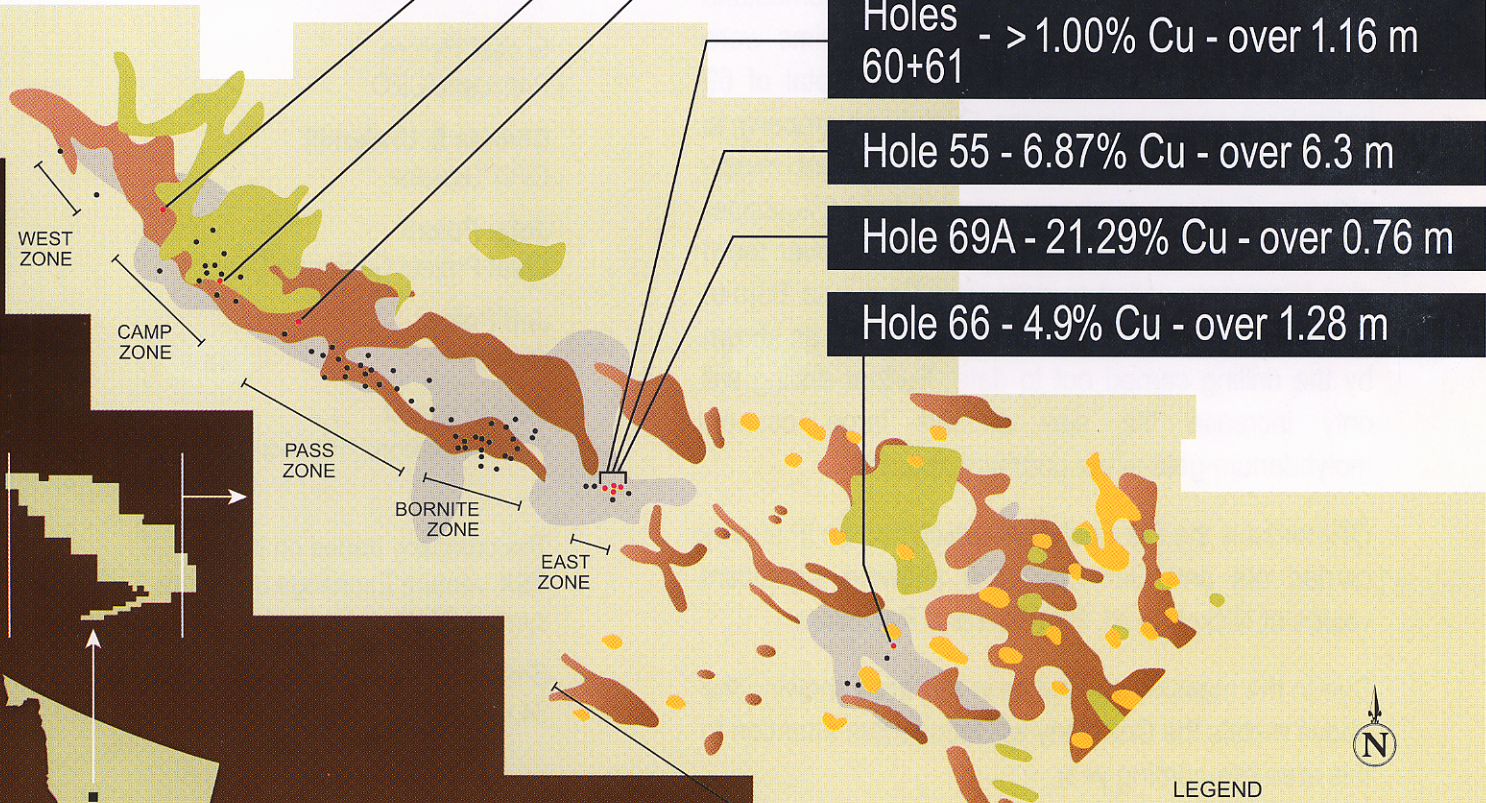 Holes
60+61 - > 1.00% Cu - over 1.16 m
Hole 55 - 6.87% Cu - over 6.3 m
Hole 69A - 21.29% Cu - over 0.76 m
Hole 66 - 4.9% Cu - over 1.28 m
WEST
ZONE
CAMP
ZONE
PASS
ZONE
BORNITE
ZONE
EAST
ZONE
N
LEGEND